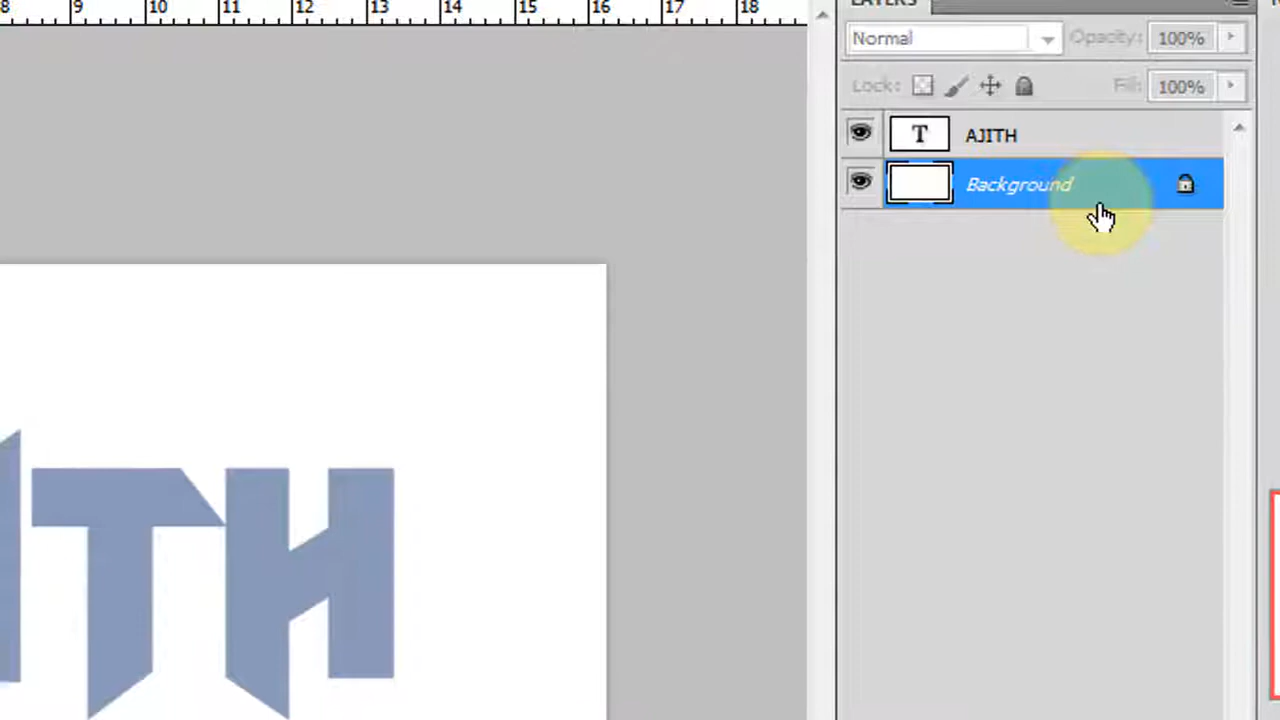 8 9 10 11 12 13 14 15 16 17 18
LAYERS
Normal Opacity: 100%
Lock: Fill: 100%
T AJITH
Background
ITH